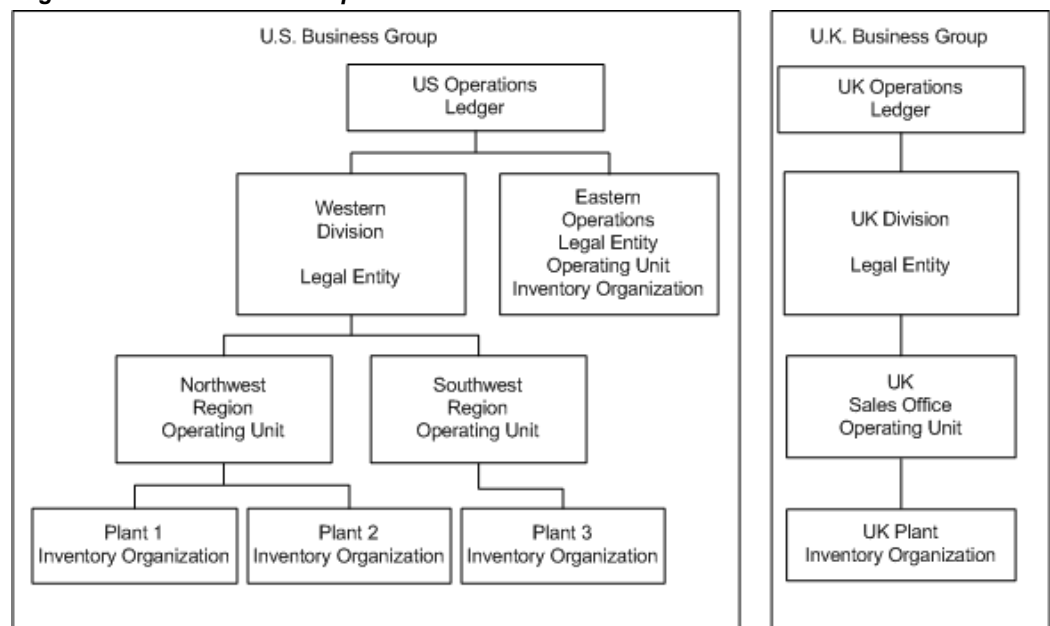 U.S. Business Group
US Operations
Ledger
Western
Division
Legal Entity
Eastern
Operations
Legal Entity
Operating Unit
Inventory Organization
Northwest
Region
Operating Unit
Southwest
Region
Operating Unit
Plant 1
Inventory Organization
Plant 2
Inventory Organization
Plant 3
Inventory Organization
U.K. Business Group
UK Operations
Ledger
UK Division
Legal Entity
UK
Sales Office
Operating Unit
UK Plant
Inventory Organization